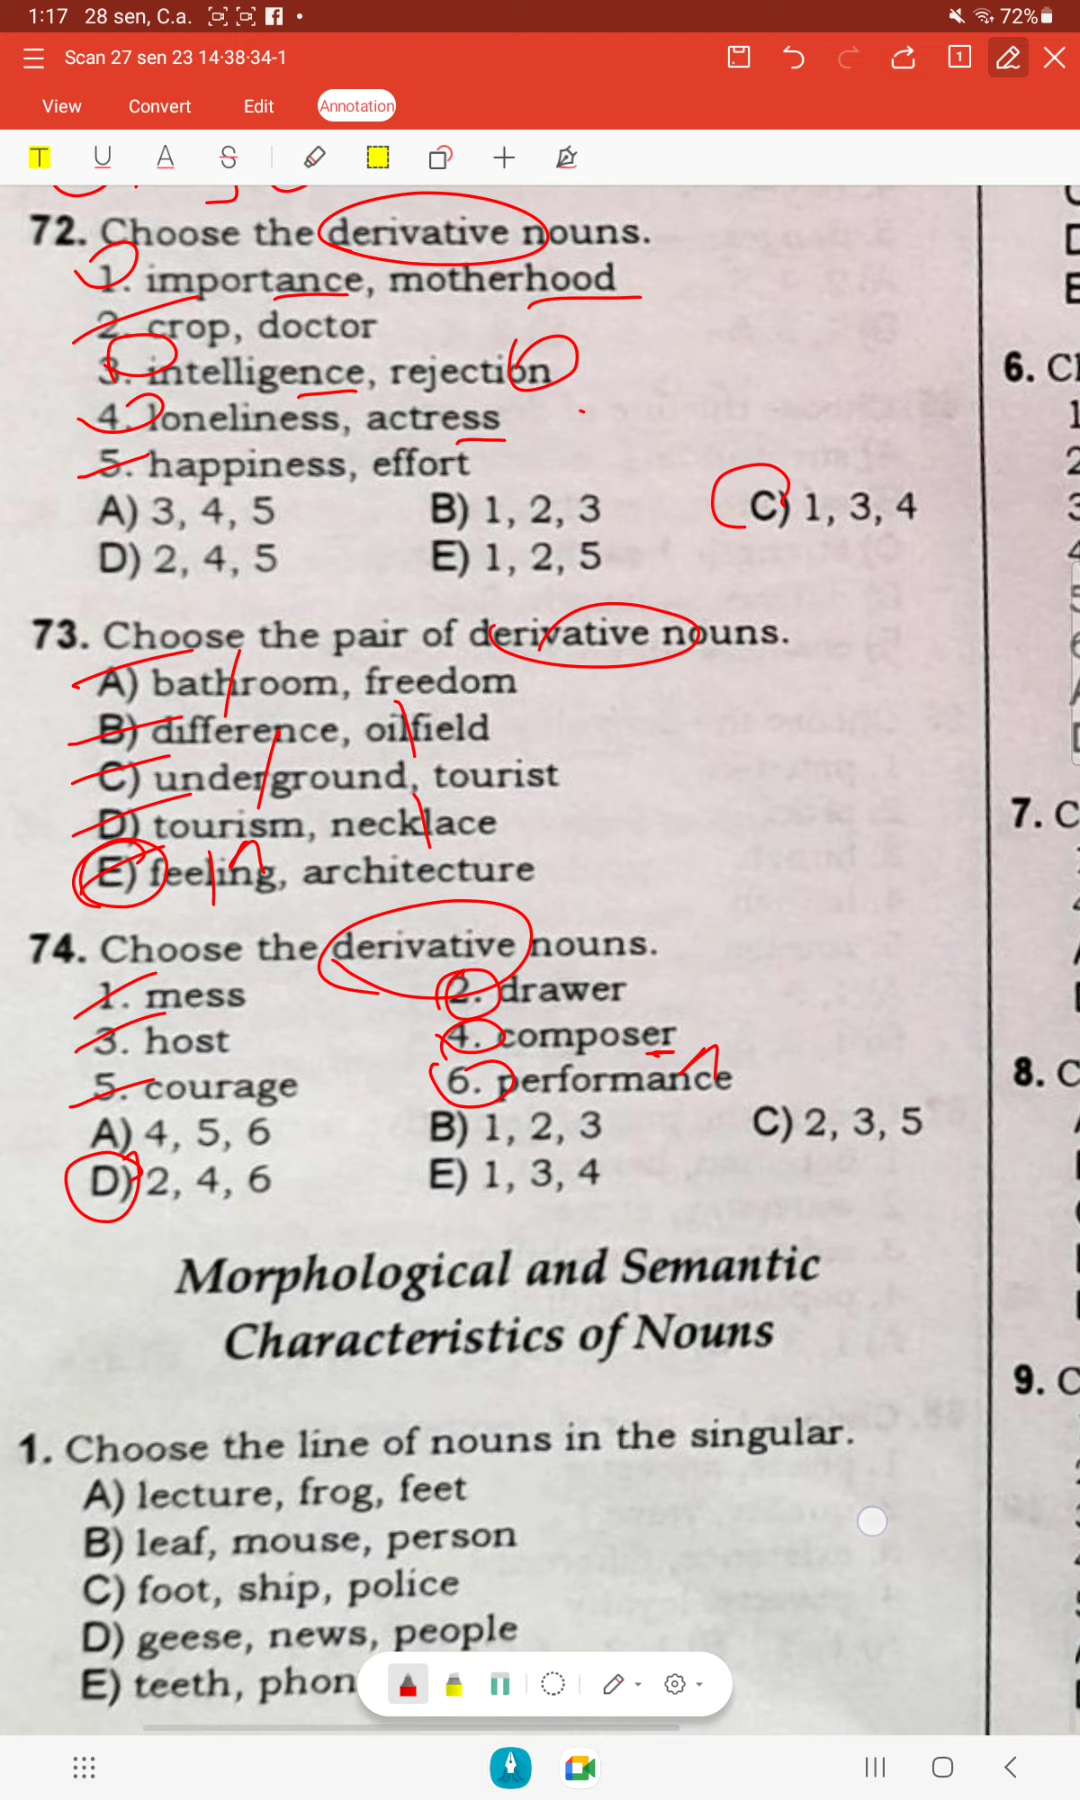 1:17 28 sen, C.a.
72%
Scan 27 sen 23 14-38-34-1
1
View Convert Edit Annotation
T U A S
72. Choose the derivative nouns.
1. importance, motherhood
2. crop, doctor
3. intelligence, rejection
4. loneliness, actress
5. happiness, effort
A) 3, 4, 5 B) 1, 2, 3 C) 1, 3, 4
D) 2, 4, 5 E) 1, 2, 5
73. Choose the pair of derivative nouns.
A) bathroom, freedom
B) difference, oilfield
C) underground, tourist
D) tourism, necklace
E) feeling, architecture
74. Choose the derivative nouns.
1. mess 2. drawer
3. host 4. composer
5. courage 6. performance
A) 4, 5, 6 B) 1, 2, 3 C) 2, 3, 5
D) 2, 4, 6 E) 1, 3, 4
Morphological and Semantic
Characteristics of Nouns
1. Choose the line of nouns in the singular.
A) lecture, frog, feet
B) leaf, mouse, person
C) foot, ship, police
D) geese, news, people
E) teeth, phon
6. C
7. C
8. C
9. C